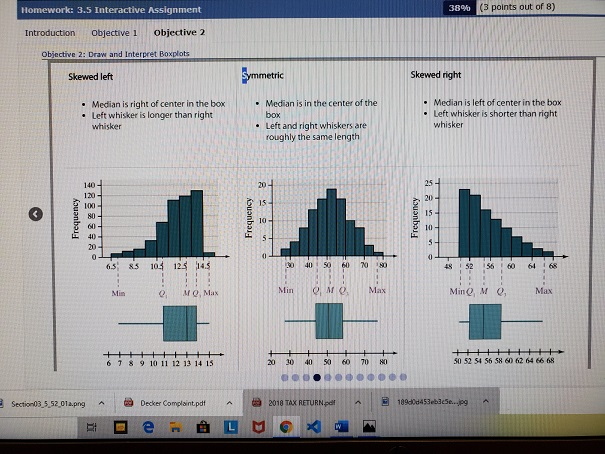 Homework: 3.5 Interactive Assignment
38% (3 points out of 8)
Introduction Objective 1 Objective 2
Objective 2: Draw and Interpret Boxplots
Skewed left
• Median is right of center in the box
• Left whisker is longer than right
whisker
Symmetric
• Median is in the center of the
box
• Left and right whiskers are
roughly the same length
Skewed right
• Median is left of center in the box
• Left whisker is shorter than right
whisker
Frequency
140
120
100
80
60
40
20
0
6.5 8.5 10.5 12.5 14.5
Min Q₁ M Q₃ Max
6 7 8 9 10 11 12 13 14 15
Frequency
20
15
10
5
0
30 40 50 60 70 80
Min Q₁ M Q₃ Max
20 30 40 50 60 70 80
Frequency
25
20
15
10
5
0
48 52 56 60 64 68
Min Q₁ M Q₃ Max
50 52 54 56 58 60 62 64 66 68
Section03_5_52_01a.png
Decker Complaint.pdf
2018 TAX RETURN.pdf